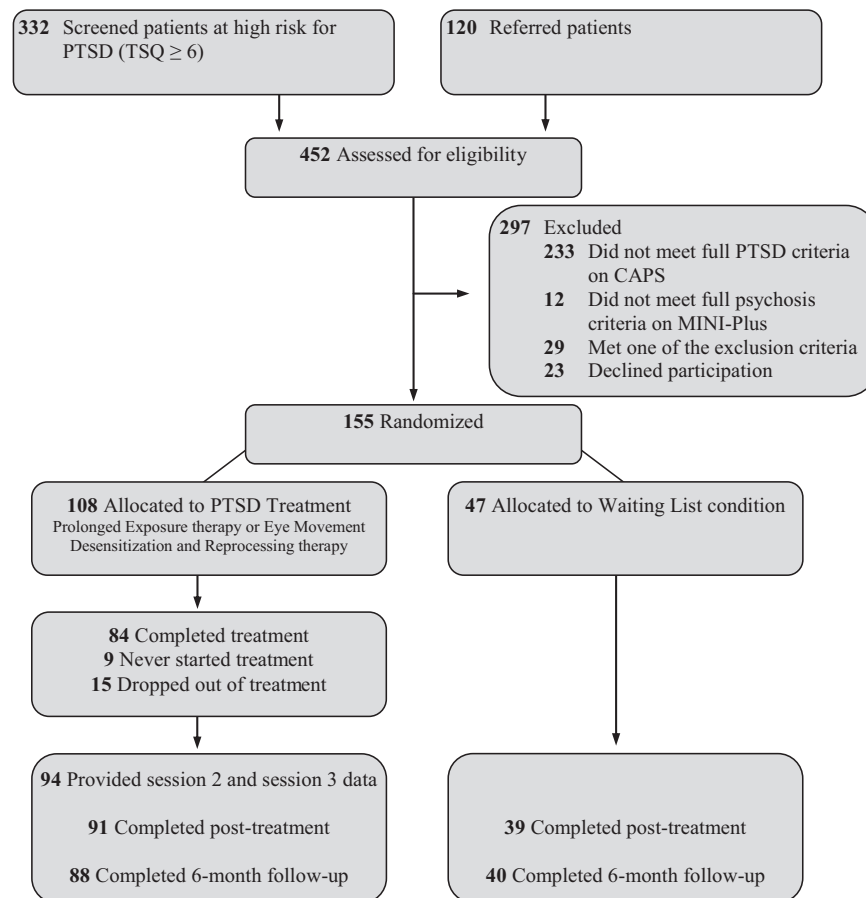 332 Screened patients at high risk for
PTSD (TSQ ≥ 6)
120 Referred patients
452 Assessed for eligibility
297 Excluded
233 Did not meet full PTSD criteria
on CAPS
12 Did not meet full psychosis
criteria on MINI-Plus
29 Met one of the exclusion criteria
23 Declined participation
155 Randomized
108 Allocated to PTSD Treatment
Prolonged Exposure therapy or Eye Movement
Desensitization and Reprocessing therapy
47 Allocated to Waiting List condition
84 Completed treatment
9 Never started treatment
15 Dropped out of treatment
94 Provided session 2 and session 3 data
91 Completed post-treatment
88 Completed 6-month follow-up
39 Completed post-treatment
40 Completed 6-month follow-up